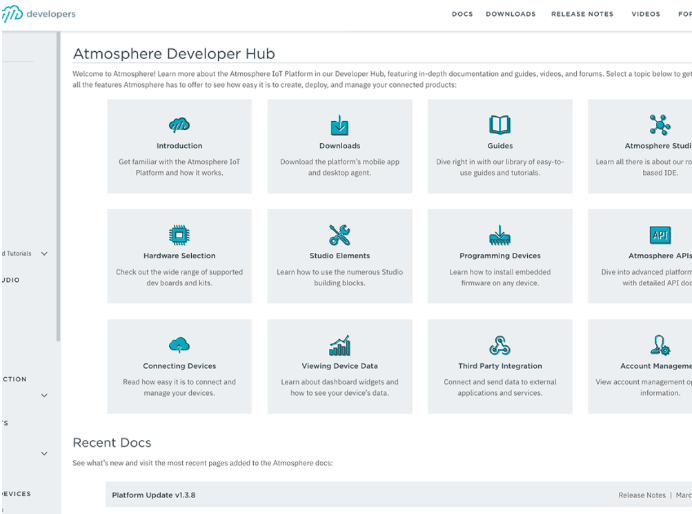 developers
DOCS DOWNLOADS RELEASE NOTES VIDEOS FOR
Atmosphere Developer Hub
Welcome to Atmosphere! Learn more about the Atmosphere IoT Platform in our Developer Hub, featuring in-depth documentation and guides, videos, and forums. Select a topic below to get
all the features Atmosphere has to offer to see how easy it is to create, deploy, and manage your connected products:
Introduction
Get familiar with the Atmosphere IoT
Platform and how it works.
Downloads
Download the platform's mobile app
and desktop agent.
Guides
Dive right in with our library of easy-to-
use guides and tutorials.
Atmosphere Studi
Learn all there is about our ro
based IDE.
Hardware Selection
Check out the wide range of supported
dev boards and kits.
Studio Elements
Learn how to use the numerous Studio
building blocks.
Programming Devices
Learn how to install embedded
firmware on any device.
API
Atmosphere APIs
Dive into advanced platform
with detailed API doc
d Tutorials
UDIO
Connecting Devices
Read how easy it is to connect and
manage your devices.
Viewing Device Data
Learn about dashboard widgets and
how to see your device's data.
Third Party Integration
Connect and send data to external
applications and services.
Account Manageme
View account management op
information.
CTION
TS
EVICES
Recent Docs
See what's new and visit the most recent pages added to the Atmosphere docs:
Platform Update v1.3.8
Release Notes | Marc